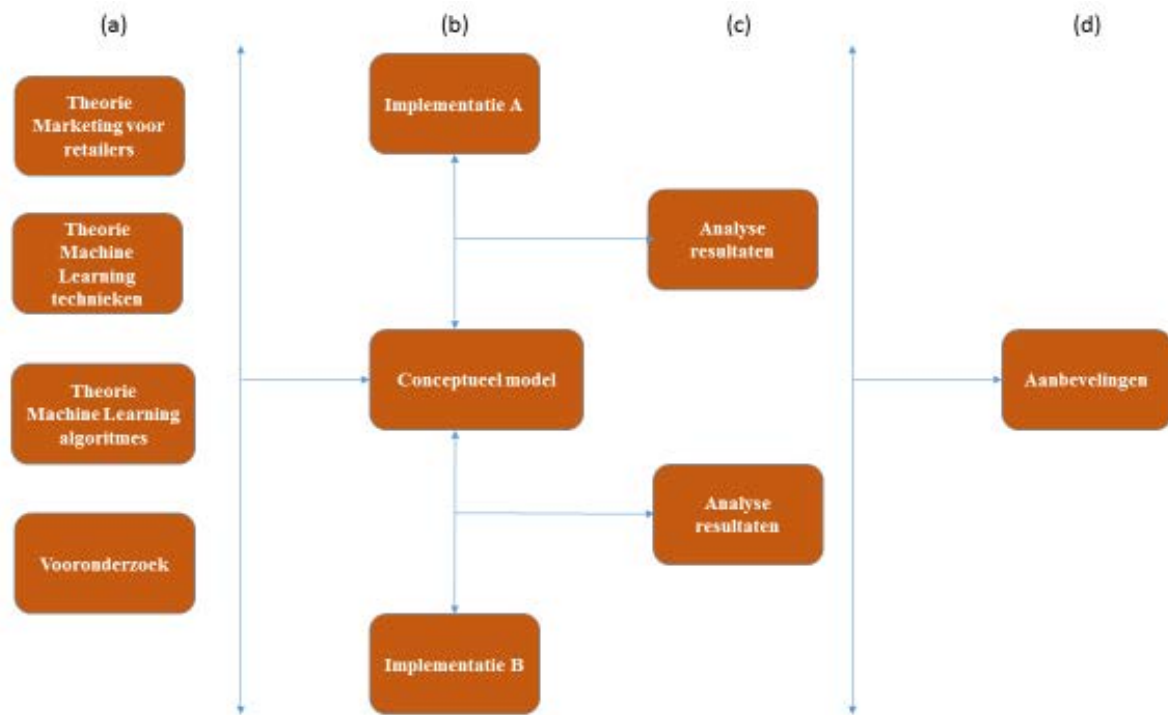 (a)
(b)
(c)
(d)
Theorie
Marketing voor
retailers
Theorie
Machine
Learning
technieken
Theorie
Machine Learning
algoritmes
Vooronderzoek
Implementatie A
Conceptueel model
Implementatie B
Analyse
resultaten
Analyse
resultaten
Aanbevelingen